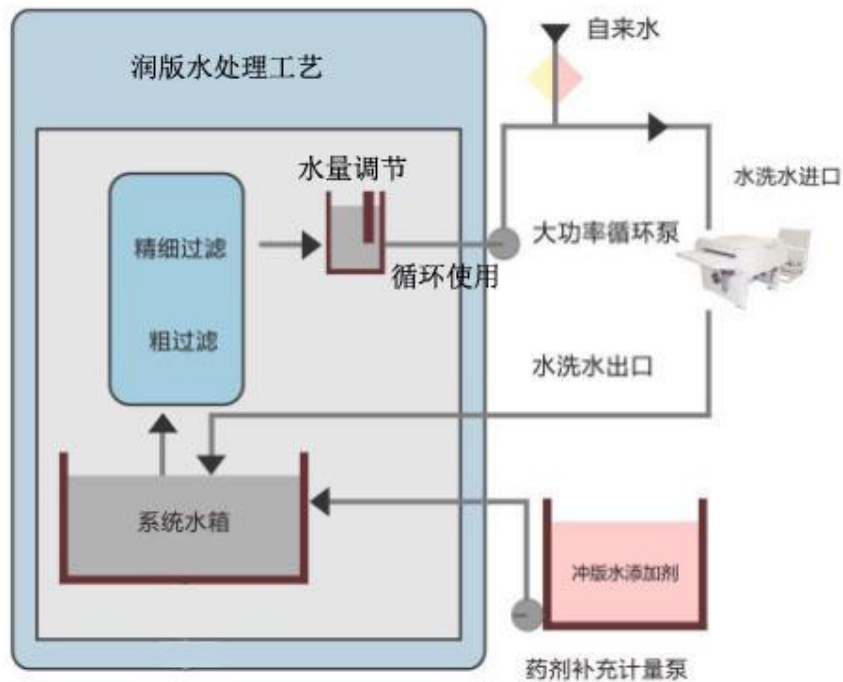 自来水
润版水处理工艺
水量调节
水洗水进口
大功率循环泵
精细过滤
循环使用
粗过滤
水洗水出口
系统水箱
冲版水添加剂
药剂补充计量泵